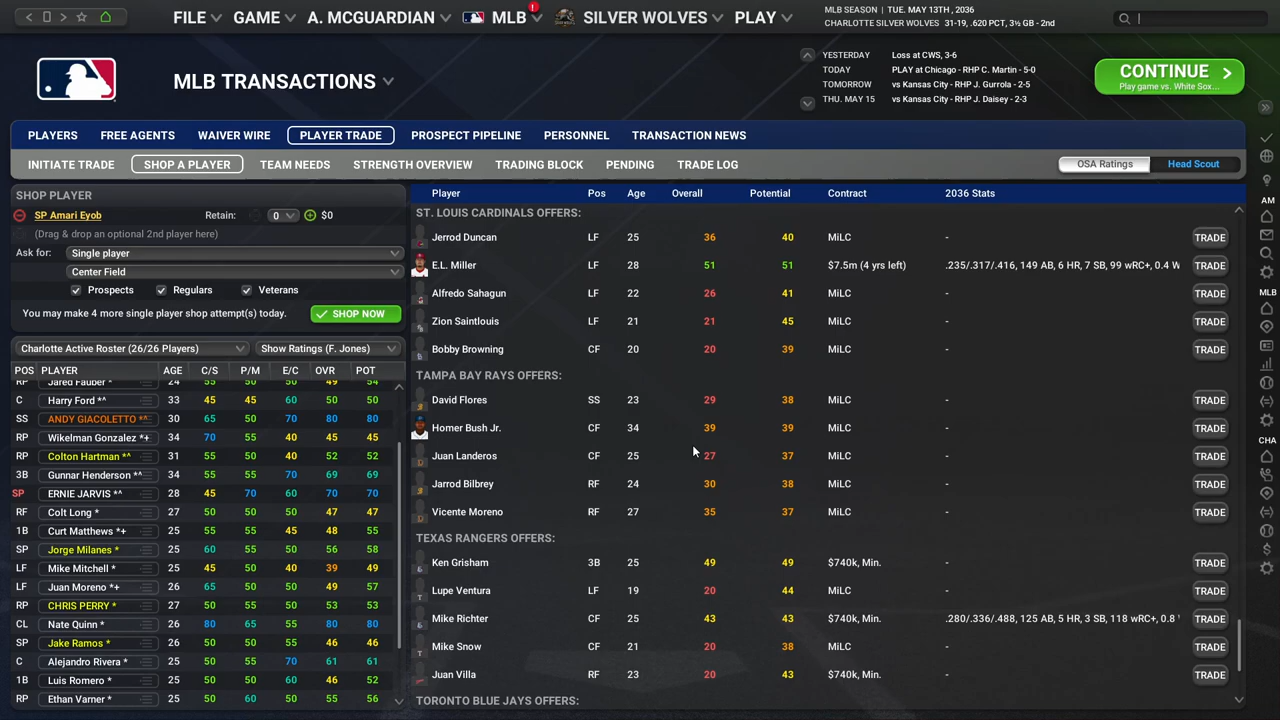 FILE GAME A. MCGUARDIAN MLB SILVER WOLVES PLAY
MLB SEASON | TUE. MAY 13TH , 2036
CHARLOTTE SILVER WOLVES 31-19, .620 PCT, 3½ GB - 2nd
MLB TRANSACTIONS
YESTERDAY Loss at CWS, 3-6
TODAY PLAY at Chicago - RHP C. Martin - 5-0
TOMORROW vs Kansas City - RHP J. Gurrola - 2-5
THU. MAY 15 vs Kansas City - RHP J. Daisey - 2-3
CONTINUE
Play game vs. White Sox...
PLAYERS FREE AGENTS WAIVER WIRE PLAYER TRADE PROSPECT PIPELINE PERSONNEL TRANSACTION NEWS
INITIATE TRADE SHOP A PLAYER TEAM NEEDS STRENGTH OVERVIEW TRADING BLOCK PENDING TRADE LOG OSA Ratings Head Scout
SHOP PLAYER
SP Amari Eyob Retain: 0 $0
(Drag & drop an optional 2nd player here)
Ask for: Single player
Center Field
Prospects Regulars Veterans
You may make 4 more single player shop attempt(s) today. SHOP NOW
Charlotte Active Roster (26/26 Players) Show Ratings (F. Jones)
POS PLAYER AGE C/S P/M E/C OVR POT
RP Jared Fauber * 24 55 50 50 49 54
C Harry Ford *^ 33 45 45 60 50 50
SS ANDY GIACOLETTO *^ 30 65 50 70 80 80
RP Wikelman Gonzalez *+ 34 70 55 40 45 45
RP Colton Hartman *^ 31 55 50 40 52 52
3B Gunnar Henderson *^ 34 55 55 70 69 69
SP ERNIE JARVIS *^ 28 45 70 60 70 70
RF Colt Long * 27 50 50 50 47 47
1B Curt Matthews *+ 25 55 55 45 48 55
SP Jorge Milanes * 25 60 55 50 56 58
LF Mike Mitchell * 25 45 50 40 39 49
LF Juan Moreno *+ 26 65 50 50 49 57
RP CHRIS PERRY * 27 50 55 50 53 53
CL Nate Quinn * 26 80 65 55 80 80
SP Jake Ramos * 26 50 50 55 46 46
C Alejandro Rivera * 25 50 55 70 61 61
1B Luis Romero * 25 50 50 60 46 52
RP Ethan Varner * 25 50 60 50 55 56
Player Pos Age Overall Potential Contract 2036 Stats
ST. LOUIS CARDINALS OFFERS:
Jerrod Duncan LF 25 36 40 MiLC - TRADE
E.L. Miller LF 28 51 51 $7.5m (4 yrs left) .235/.317/.416, 149 AB, 6 HR, 7 SB, 99 wRC+, 0.4 W TRADE
Alfredo Sahagun LF 22 26 41 MiLC - TRADE
Zion Saintlouis LF 21 21 45 MiLC - TRADE
Bobby Browning CF 20 20 39 MiLC - TRADE
TAMPA BAY RAYS OFFERS:
David Flores SS 23 29 38 MiLC - TRADE
Homer Bush Jr. CF 34 39 39 MiLC - TRADE
Juan Landeros CF 25 27 37 MiLC - TRADE
Jarrod Bilbrey RF 24 30 38 MiLC - TRADE
Vicente Moreno RF 27 35 37 MiLC - TRADE
TEXAS RANGERS OFFERS:
Ken Grisham 3B 25 49 49 $740k, Min. - TRADE
Lupe Ventura LF 19 20 44 MiLC - TRADE
Mike Richter CF 25 43 43 $740k, Min. .280/.336/.488, 125 AB, 5 HR, 3 SB, 118 wRC+, 0.8 TRADE
Mike Snow CF 21 20 38 MiLC - TRADE
Juan Villa RF 23 20 43 $740k, Min. - TRADE
TORONTO BLUE JAYS OFFERS:
AM
MLB
CHA